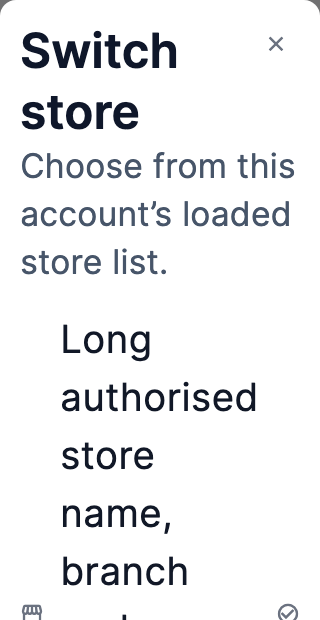 Switch
store
Choose from this
account’s loaded
store list.
Long
authorised
store
name,
branch